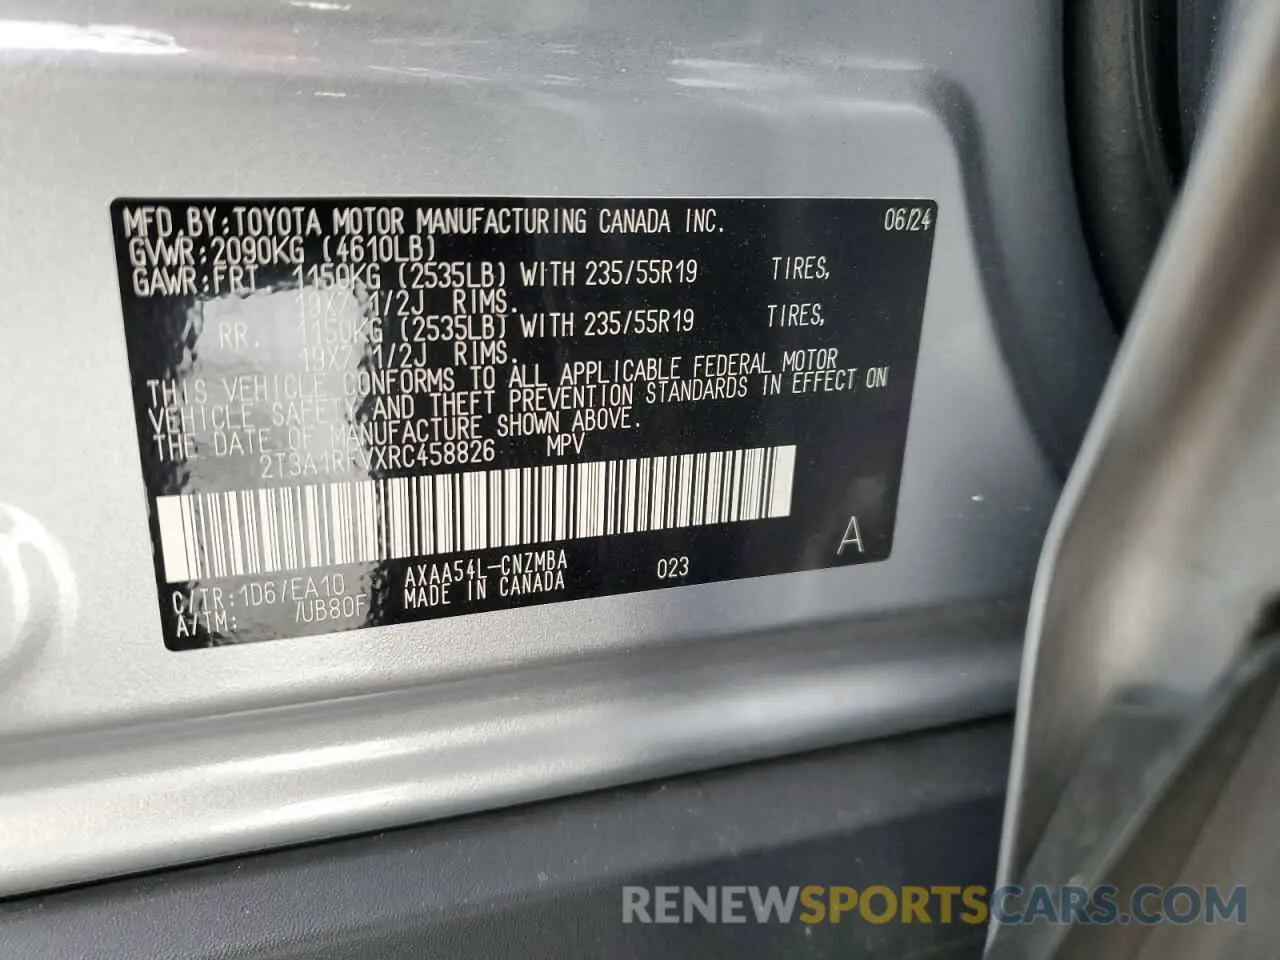 MFD.BY:TOYOTA MOTOR MANUFACTURING CANADA INC. 06/24
GVWR:2090KG (4610LB)
GAWR:FRT 1150KG (2535LB) WITH 235/55R19 TIRES,
19X7 1/2J RIMS.
RR. 1150KG (2535LB) WITH 235/55R19 TIRES,
19X7 1/2J RIMS.
THIS VEHICLE CONFORMS TO ALL APPLICABLE FEDERAL MOTOR
VEHICLE SAFETY AND THEFT PREVENTION STANDARDS IN EFFECT ON
THE DATE OF MANUFACTURE SHOWN ABOVE.
2T3A1RFVXRC458826 MPV
C/TR:1D6/EA10 AXAA54L-CNZMBA 023 A
A/TM: /UB80F MADE IN CANADA
RENEWSPORTSCARS.COM